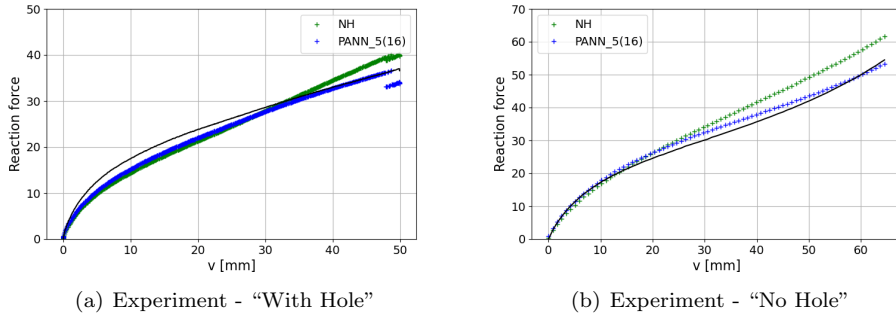 50
40
30
20
10
0
Reaction force
NH
PANN_5(16)
0 10 20 30 40 50
v [mm]
(a) Experiment - “With Hole”
70
60
50
40
30
20
10
0
Reaction force
NH
PANN_5(16)
0 10 20 30 40 50 60
v [mm]
(b) Experiment - “No Hole”